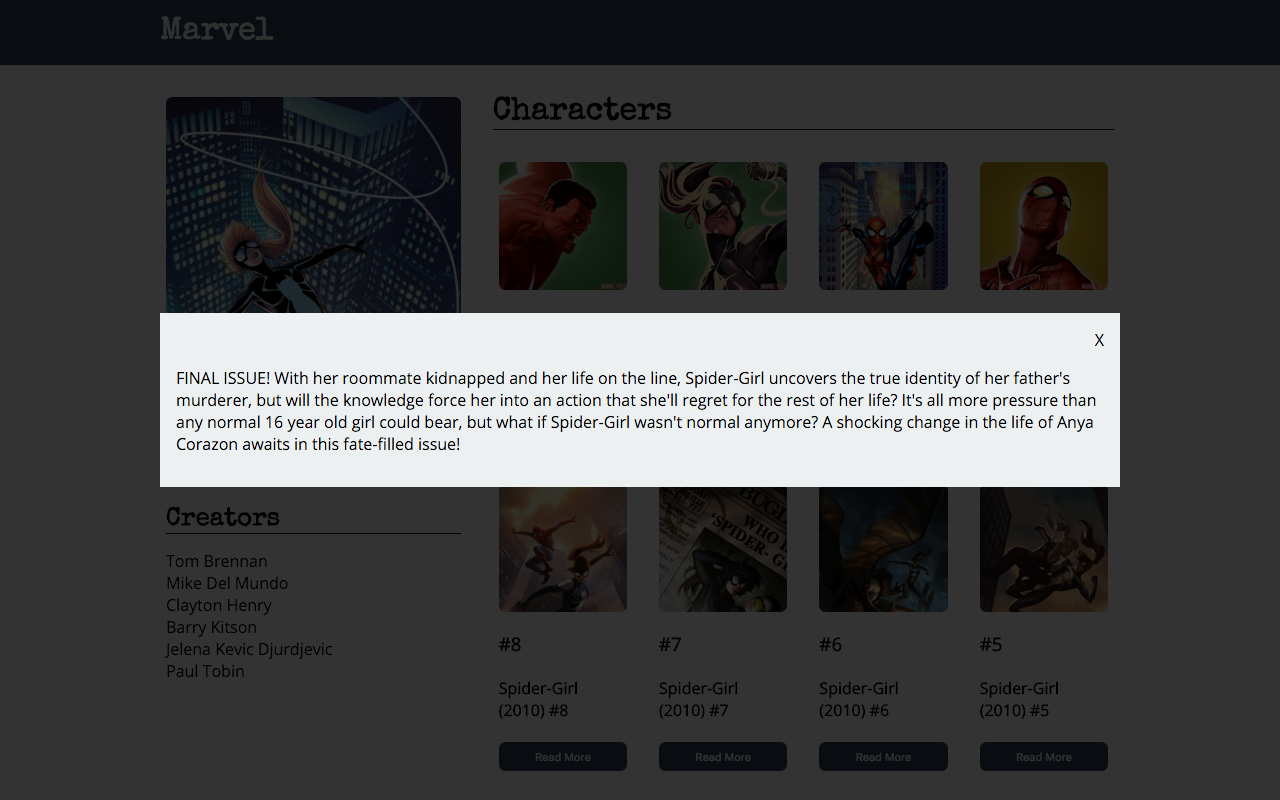 Marvel
Characters
X
FINAL ISSUE! With her roommate kidnapped and her life on the line, Spider-Girl uncovers the true identity of her father's
murderer, but will the knowledge force her into an action that she'll regret for the rest of her life? It's all more pressure than
any normal 16 year old girl could bear, but what if Spider-Girl wasn't normal anymore? A shocking change in the life of Anya
Corazon awaits in this fate-filled issue!
Creators
Tom Brennan
Mike Del Mundo
Clayton Henry
Barry Kitson
Jelena Kevic Djurdjevic
Paul Tobin
BUGL
WHO I
'SPIDER- G
#8
#7
#6
#5
Spider-Girl
(2010) #8
Spider-Girl
(2010) #7
Spider-Girl
(2010) #6
Spider-Girl
(2010) #5
Read More
Read More
Read More
Read More